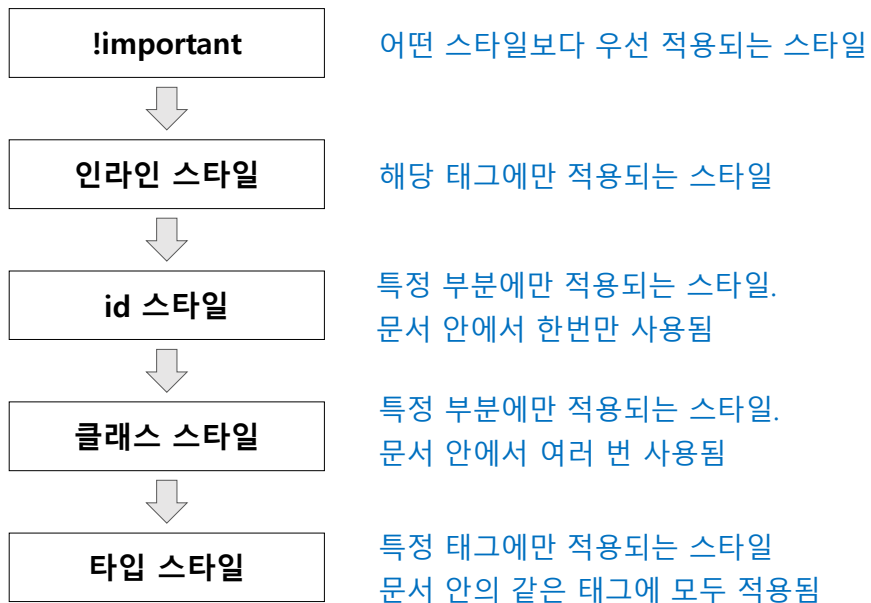 !important
어떤 스타일보다 우선 적용되는 스타일
인라인 스타일
해당 태그에만 적용되는 스타일
id 스타일
특정 부분에만 적용되는 스타일.
문서 안에서 한번만 사용됨
클래스 스타일
특정 부분에만 적용되는 스타일.
문서 안에서 여러 번 사용됨
타입 스타일
특정 태그에만 적용되는 스타일
문서 안의 같은 태그에 모두 적용됨